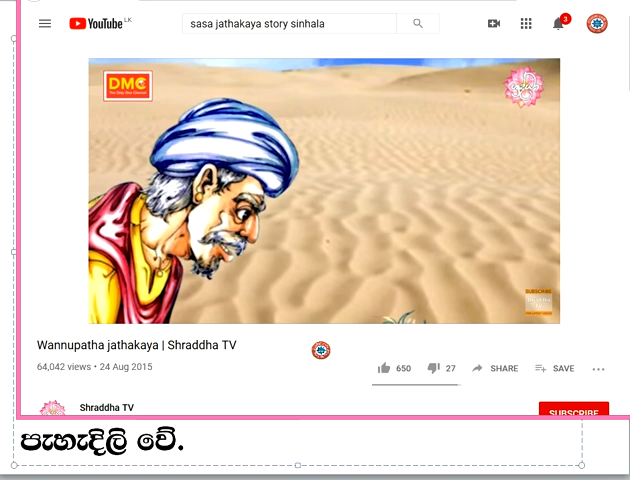 YouTube LK
sasa jathakaya story sinhala
3
DMC
SUBSCRIBE
Wannupatha jathakaya | Shraddha TV
64,042 views • 24 Aug 2015
650
27
SHARE
SAVE
Shraddha TV
SUBSCRIBE
පැහැදිලි වේ.